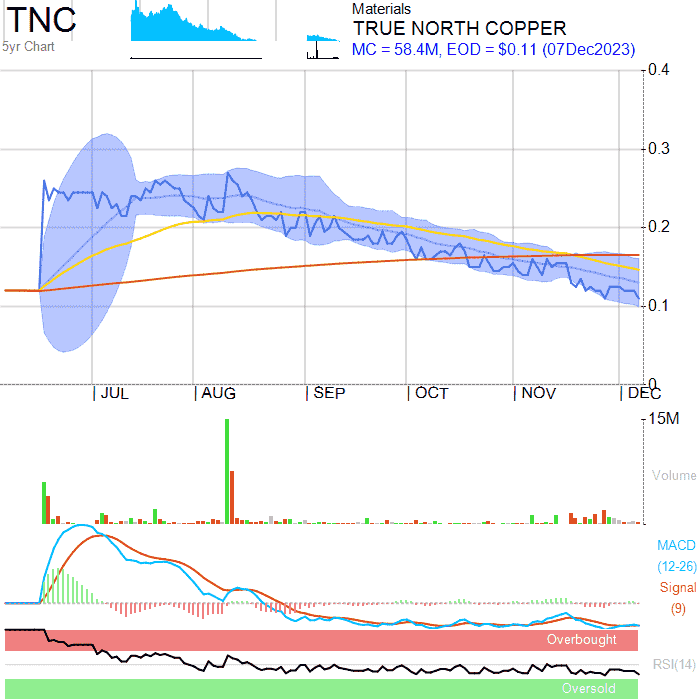 TNC
5yr Chart
Materials
TRUE NORTH COPPER
MC = 58.4M, EOD = $0.11 (07Dec2023)
0.4
0.3
0.2
0.1
0
JUL AUG SEP OCT NOV DEC
15M
Volume
MACD
(12-26)
Signal
(9)
Overbought
RSI(14)
Oversold